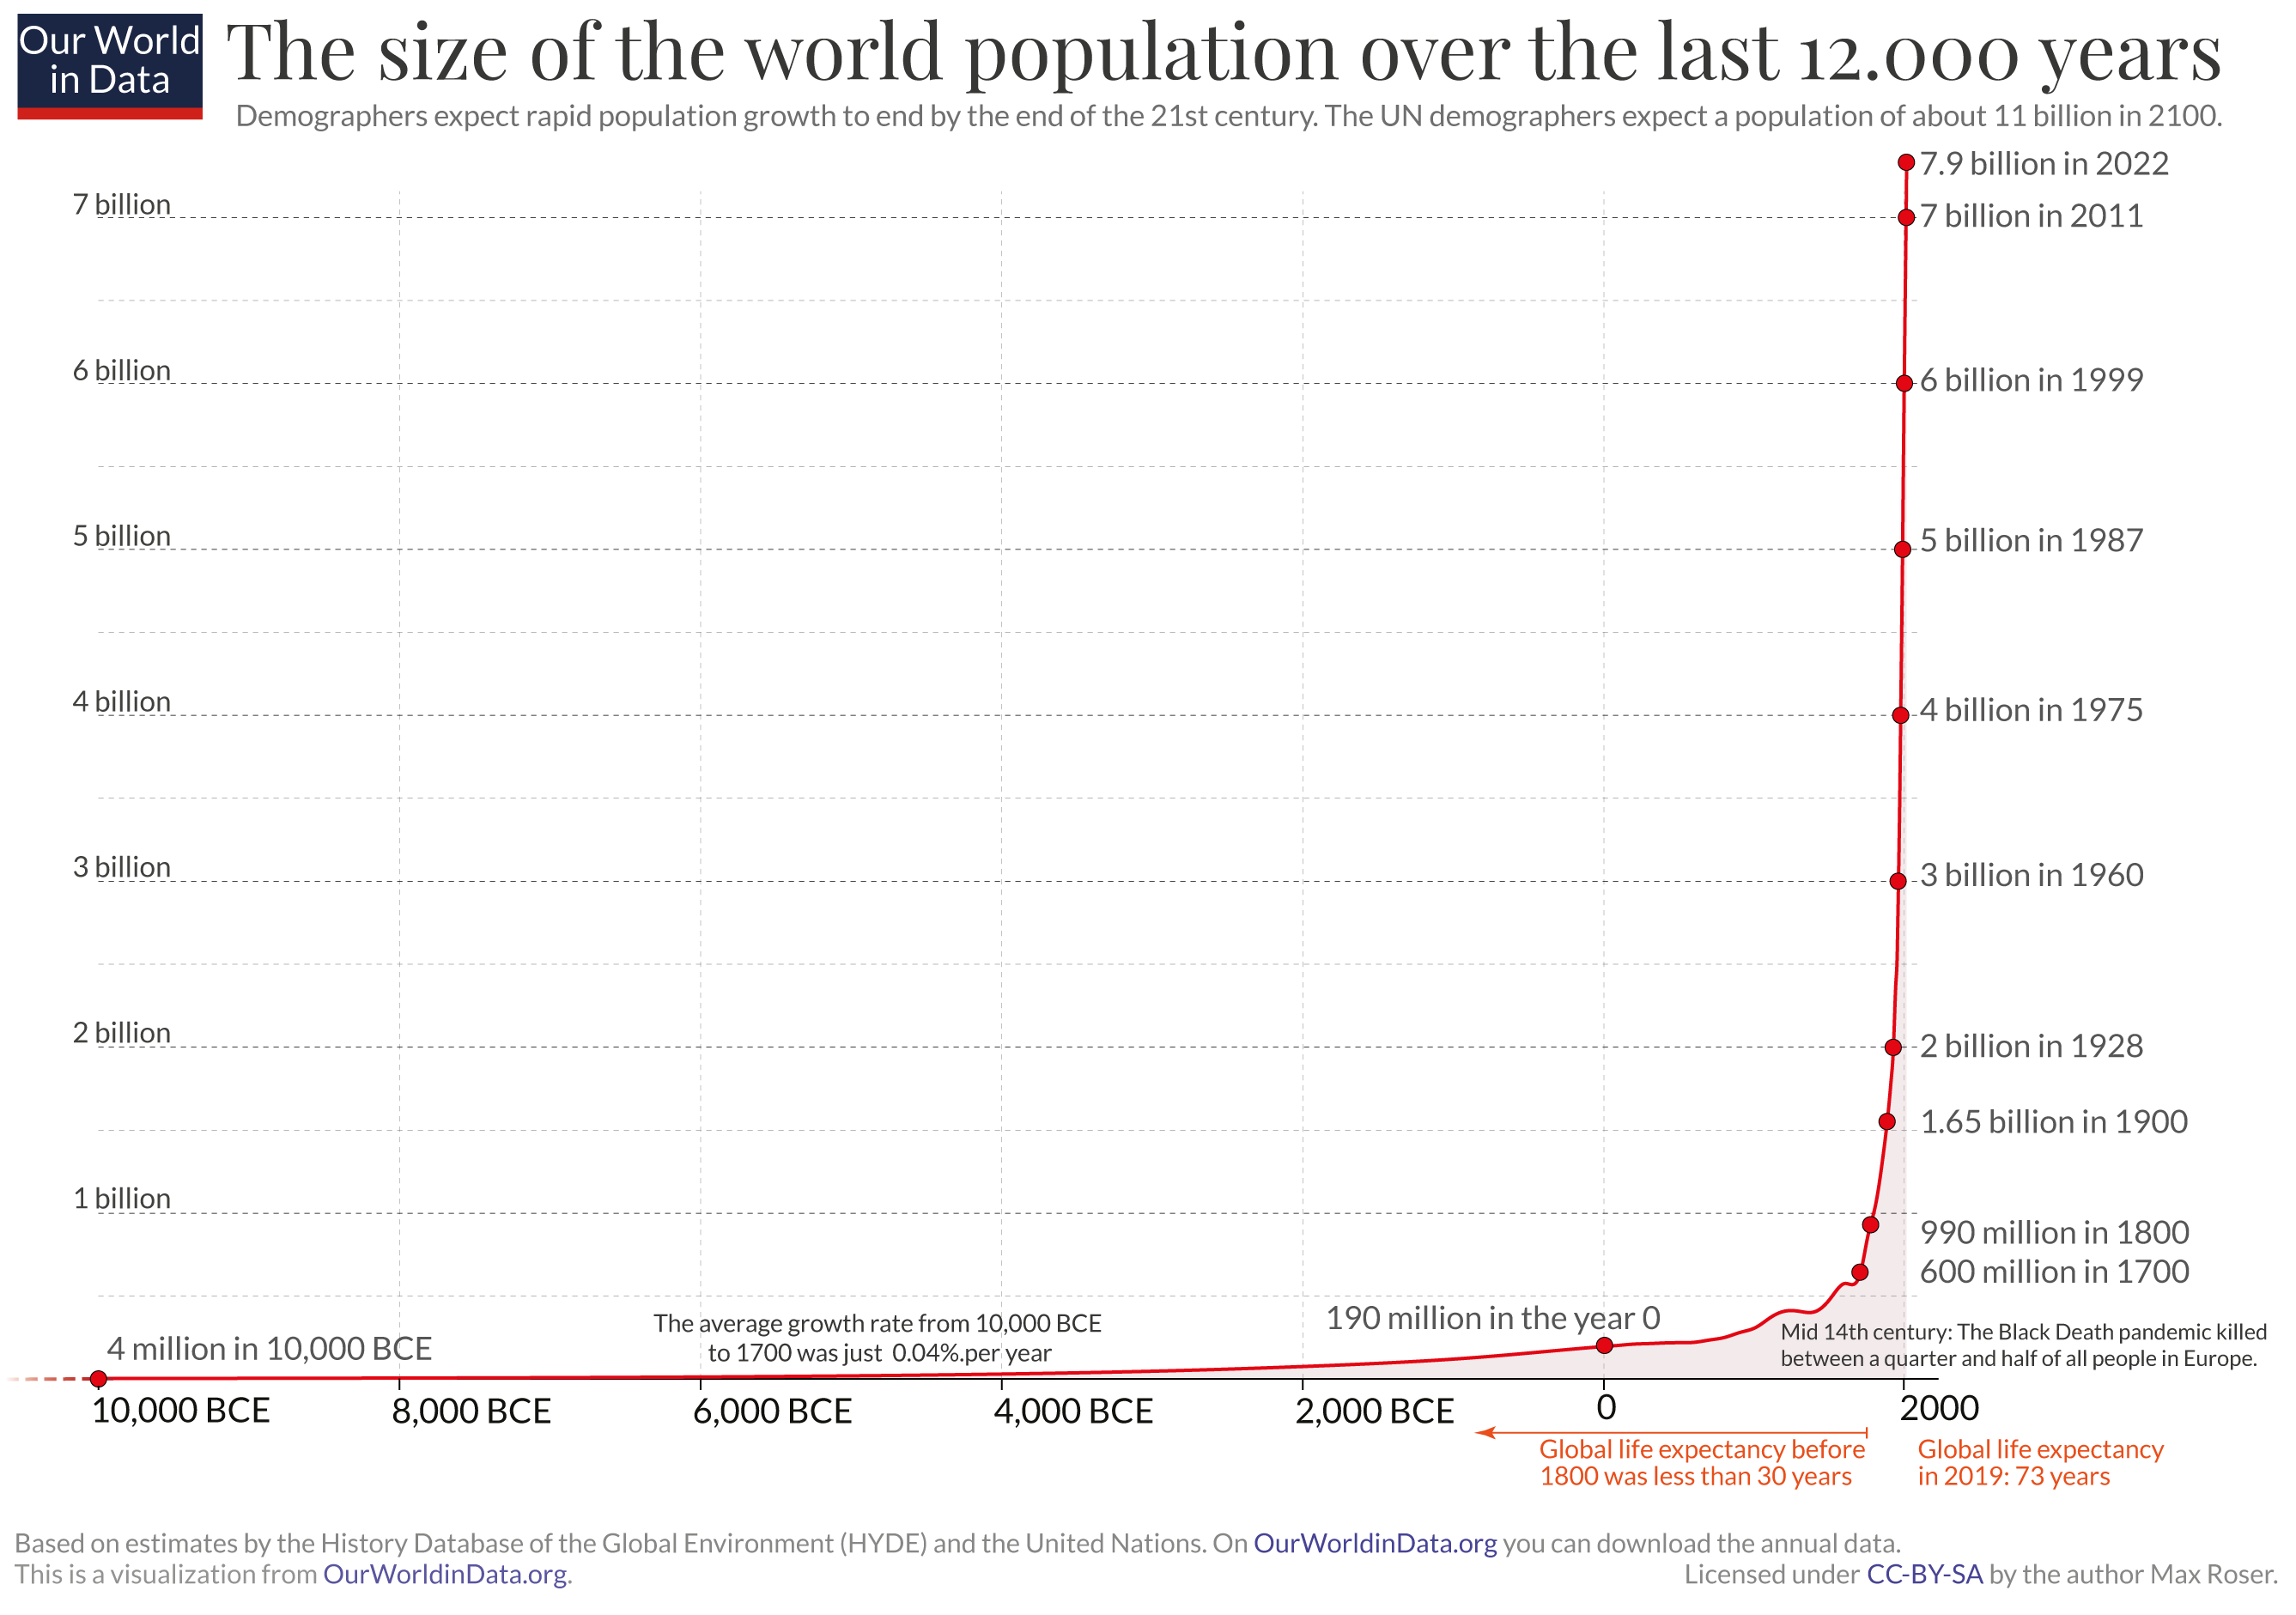 Our World
in Data
The size of the world population over the last 12.000 years
Demographers expect rapid population growth to end by the end of the 21st century. The UN demographers expect a population of about 11 billion in 2100.
7.9 billion in 2022
7 billion
7 billion in 2011
6 billion
6 billion in 1999
5 billion
5 billion in 1987
4 billion
4 billion in 1975
3 billion
3 billion in 1960
2 billion
2 billion in 1928
1.65 billion in 1900
1 billion
990 million in 1800
600 million in 1700
190 million in the year 0
The average growth rate from 10,000 BCE
to 1700 was just 0.04%.per year
Mid 14th century: The Black Death pandemic killed
between a quarter and half of all people in Europe.
4 million in 10,000 BCE
10,000 BCE
8,000 BCE
6,000 BCE
4,000 BCE
2,000 BCE
0
2000
Global life expectancy before
1800 was less than 30 years
Global life expectancy
in 2019: 73 years
Based on estimates by the History Database of the Global Environment (HYDE) and the United Nations. On OurWorldinData.org you can download the annual data.
This is a visualization from OurWorldinData.org.
Licensed under CC-BY-SA by the author Max Roser.